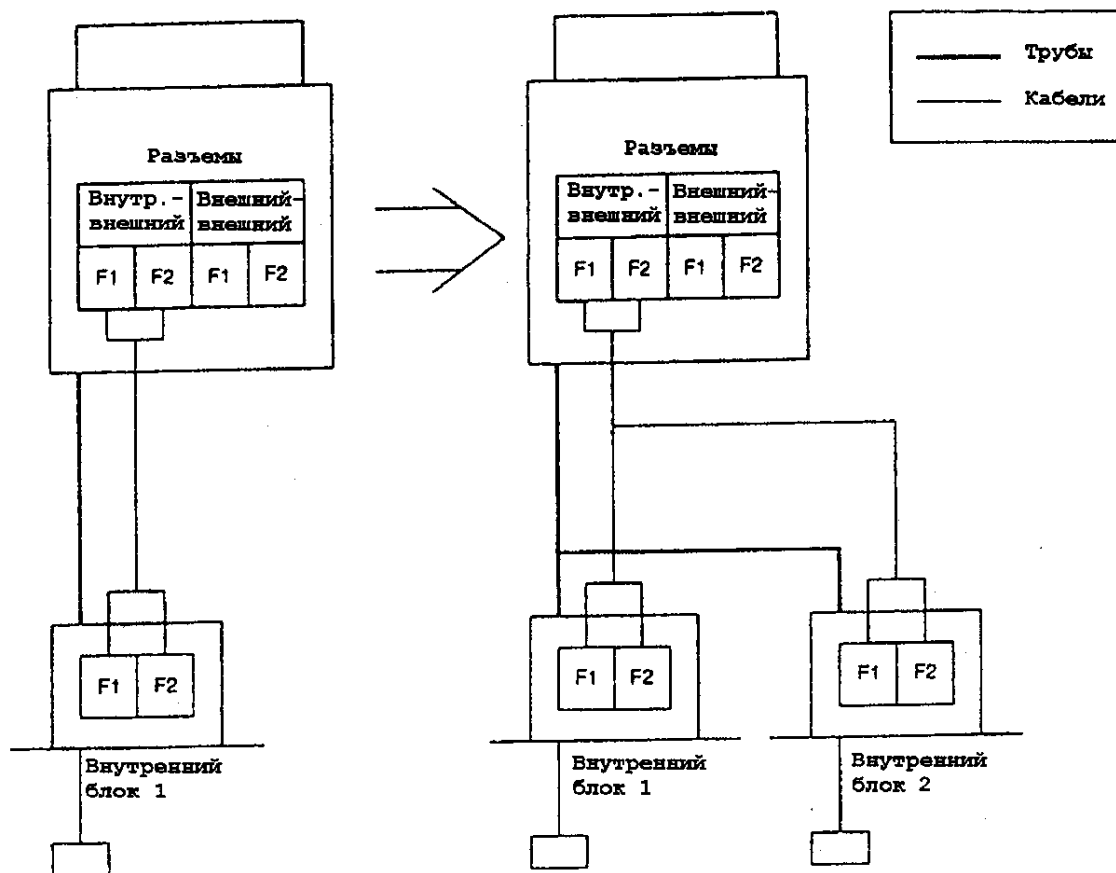 Трубы
Кабели
Разъемы
Внутр.-
внешний
Внешний-
внешний
F1 F2 F1 F2
F1 F2
Внутренний
блок 1
Разъемы
Внутр.-
внешний
Внешний-
внешний
F1 F2 F1 F2
F1 F2
Внутренний
блок 1
F1 F2
Внутренний
блок 2